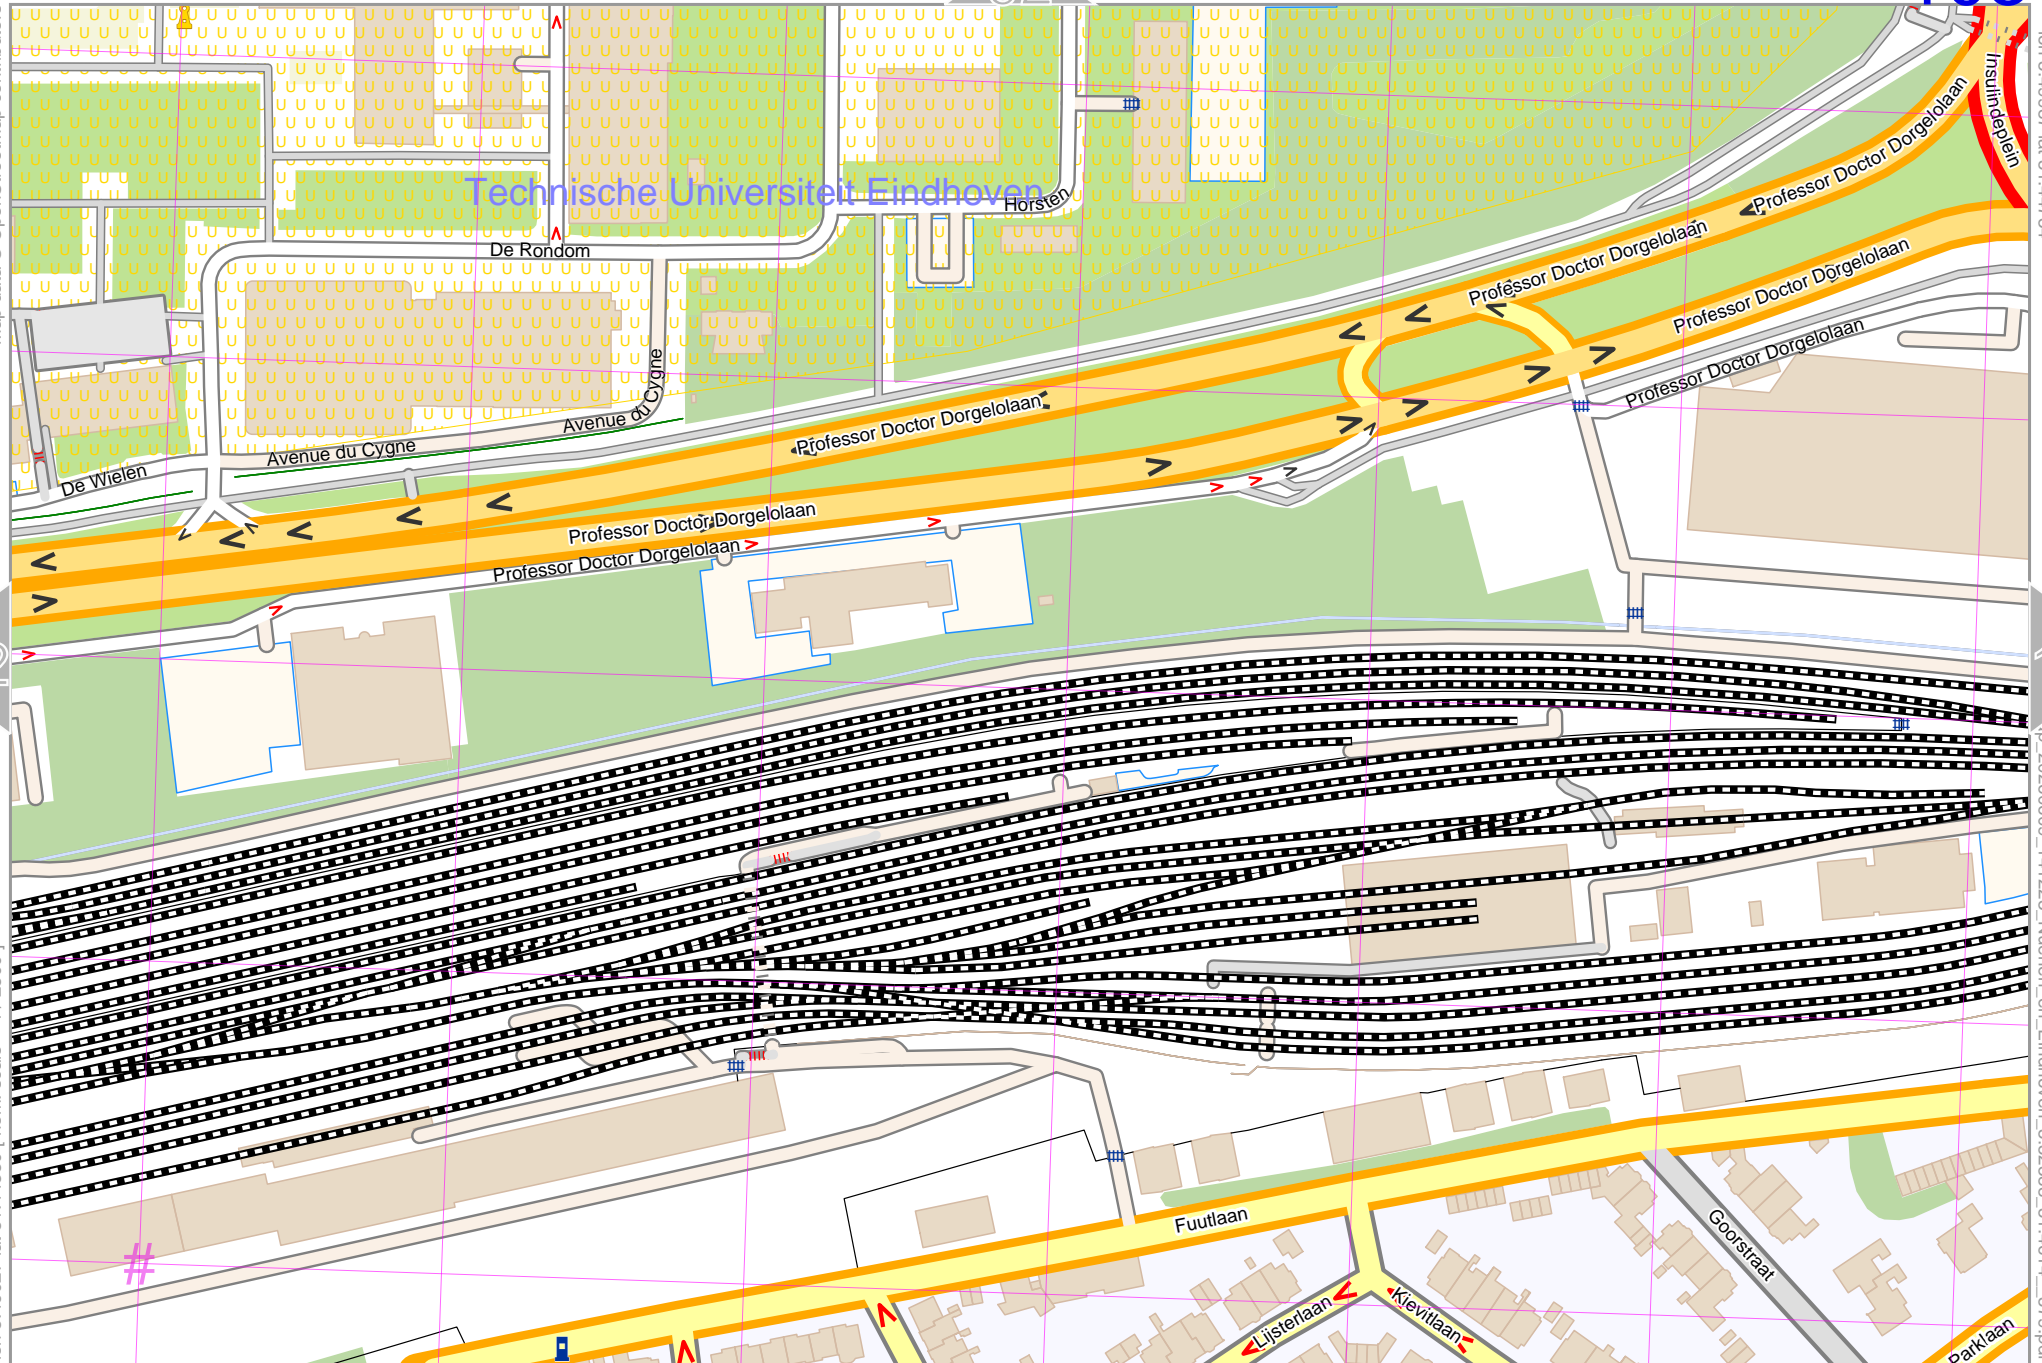 Insulindeplein
Professor Doctor Dorgelolaan
Technische Universiteit Eindhoven
Horsten
De Rondom
Professor Doctor Dorgelolaan
Professor Doctor Dorgelolaan
Professor Doctor Dorgelolaan
Avenue du Cygne
Avenue du Cygne
Professor Doctor Dorgelolaan
De Wielen
Professor Doctor Dorgelolaan
Professor Doctor Dorgelolaan
Fuutlaan
Goorstraat
#
Lijsterlaan
Kievitlaan
Parklaan